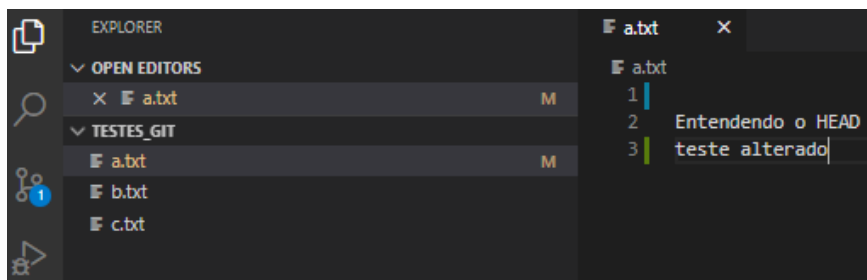 EXPLORER
OPEN EDITORS
a.txt M
TESTES_GIT
a.txt M
b.txt
c.txt
1
a.txt
a.txt
1
2 Entendendo o HEAD
3 teste alterado